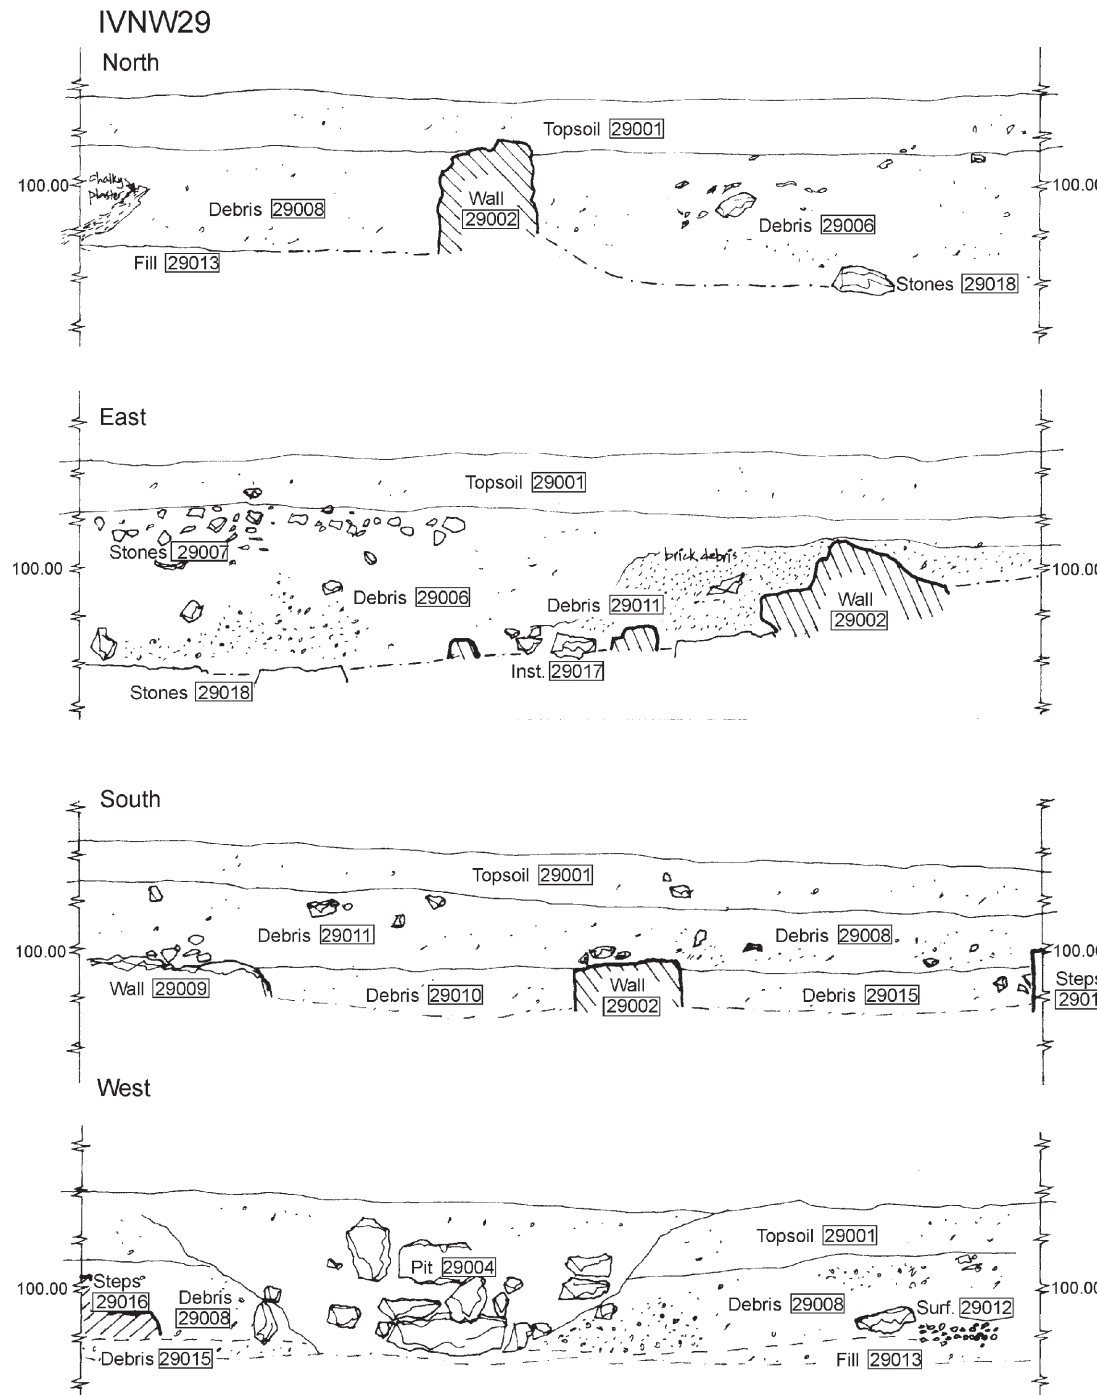 IVNW29
North
Topsoil 29001
chalky
plaster
100.00
100.00
Wall
29002
Debris 29008
Debris 29006
Fill 29013
Stones 29018
East
Topsoil 29001
Stones 29007
brick debris
100.00
100.00
Debris 29006
Debris 29011
Wall
29002
Inst. 29017
Stones 29018
South
Topsoil 29001
Debris 29011
Debris 29008
100.00
100.00
Wall 29009
Debris 29010
Wall
29002
Debris 29015
Steps
2901
West
Topsoil 29001
Pit 29004
100.00
100.00
Steps
29016
Debris
29008
Debris 29008
Surf. 29012
Debris 29015
Fill 29013